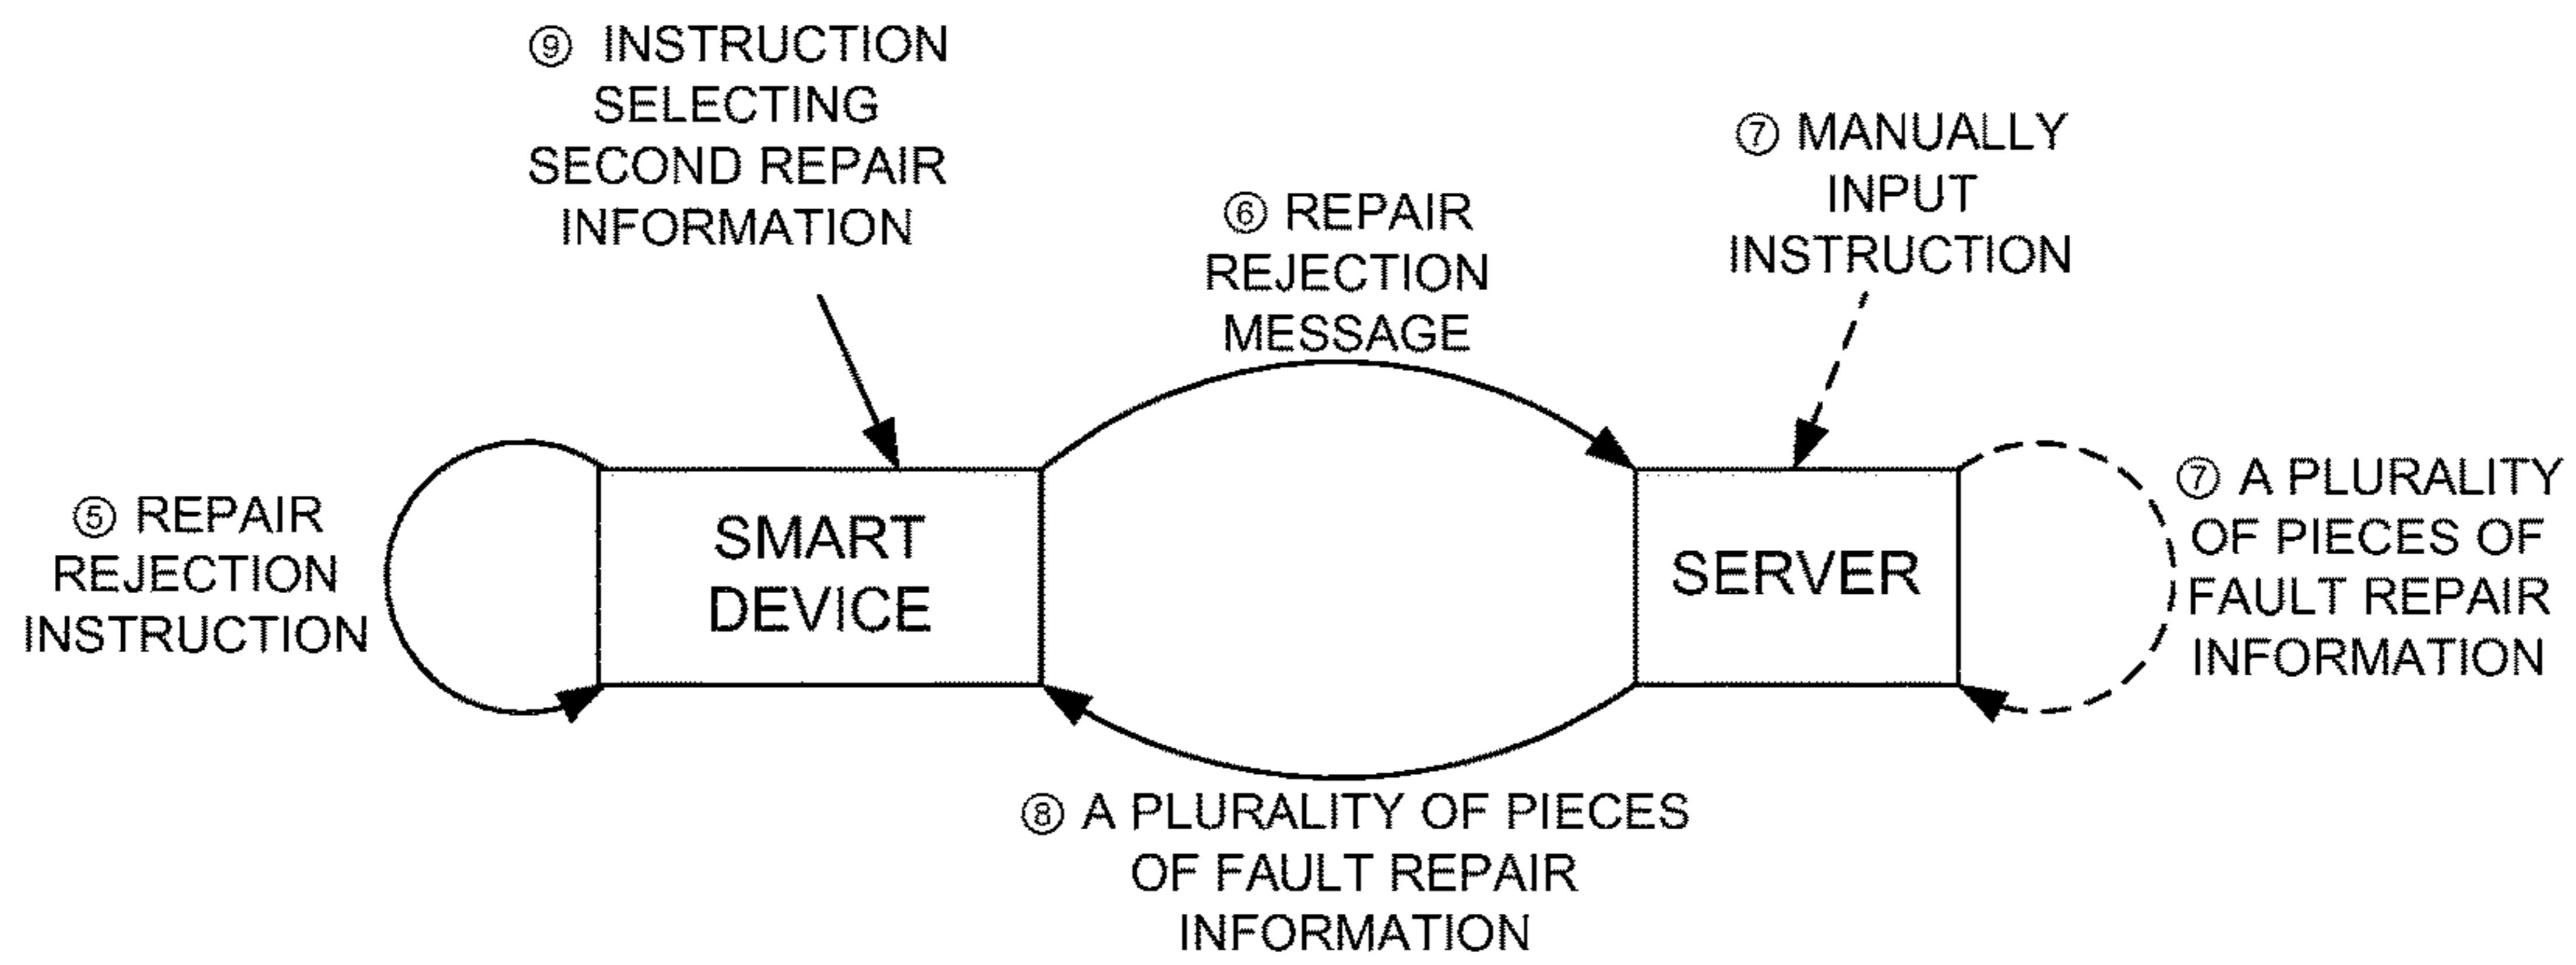 ⑨ INSTRUCTION
SELECTING
SECOND REPAIR
INFORMATION
⑦ MANUALLY
INPUT
INSTRUCTION
⑥ REPAIR
REJECTION
MESSAGE
⑤ REPAIR
REJECTION
INSTRUCTION
SMART
DEVICE
SERVER
⑦ A PLURALITY
OF PIECES OF
FAULT REPAIR
INFORMATION
⑧ A PLURALITY OF PIECES
OF FAULT REPAIR
INFORMATION